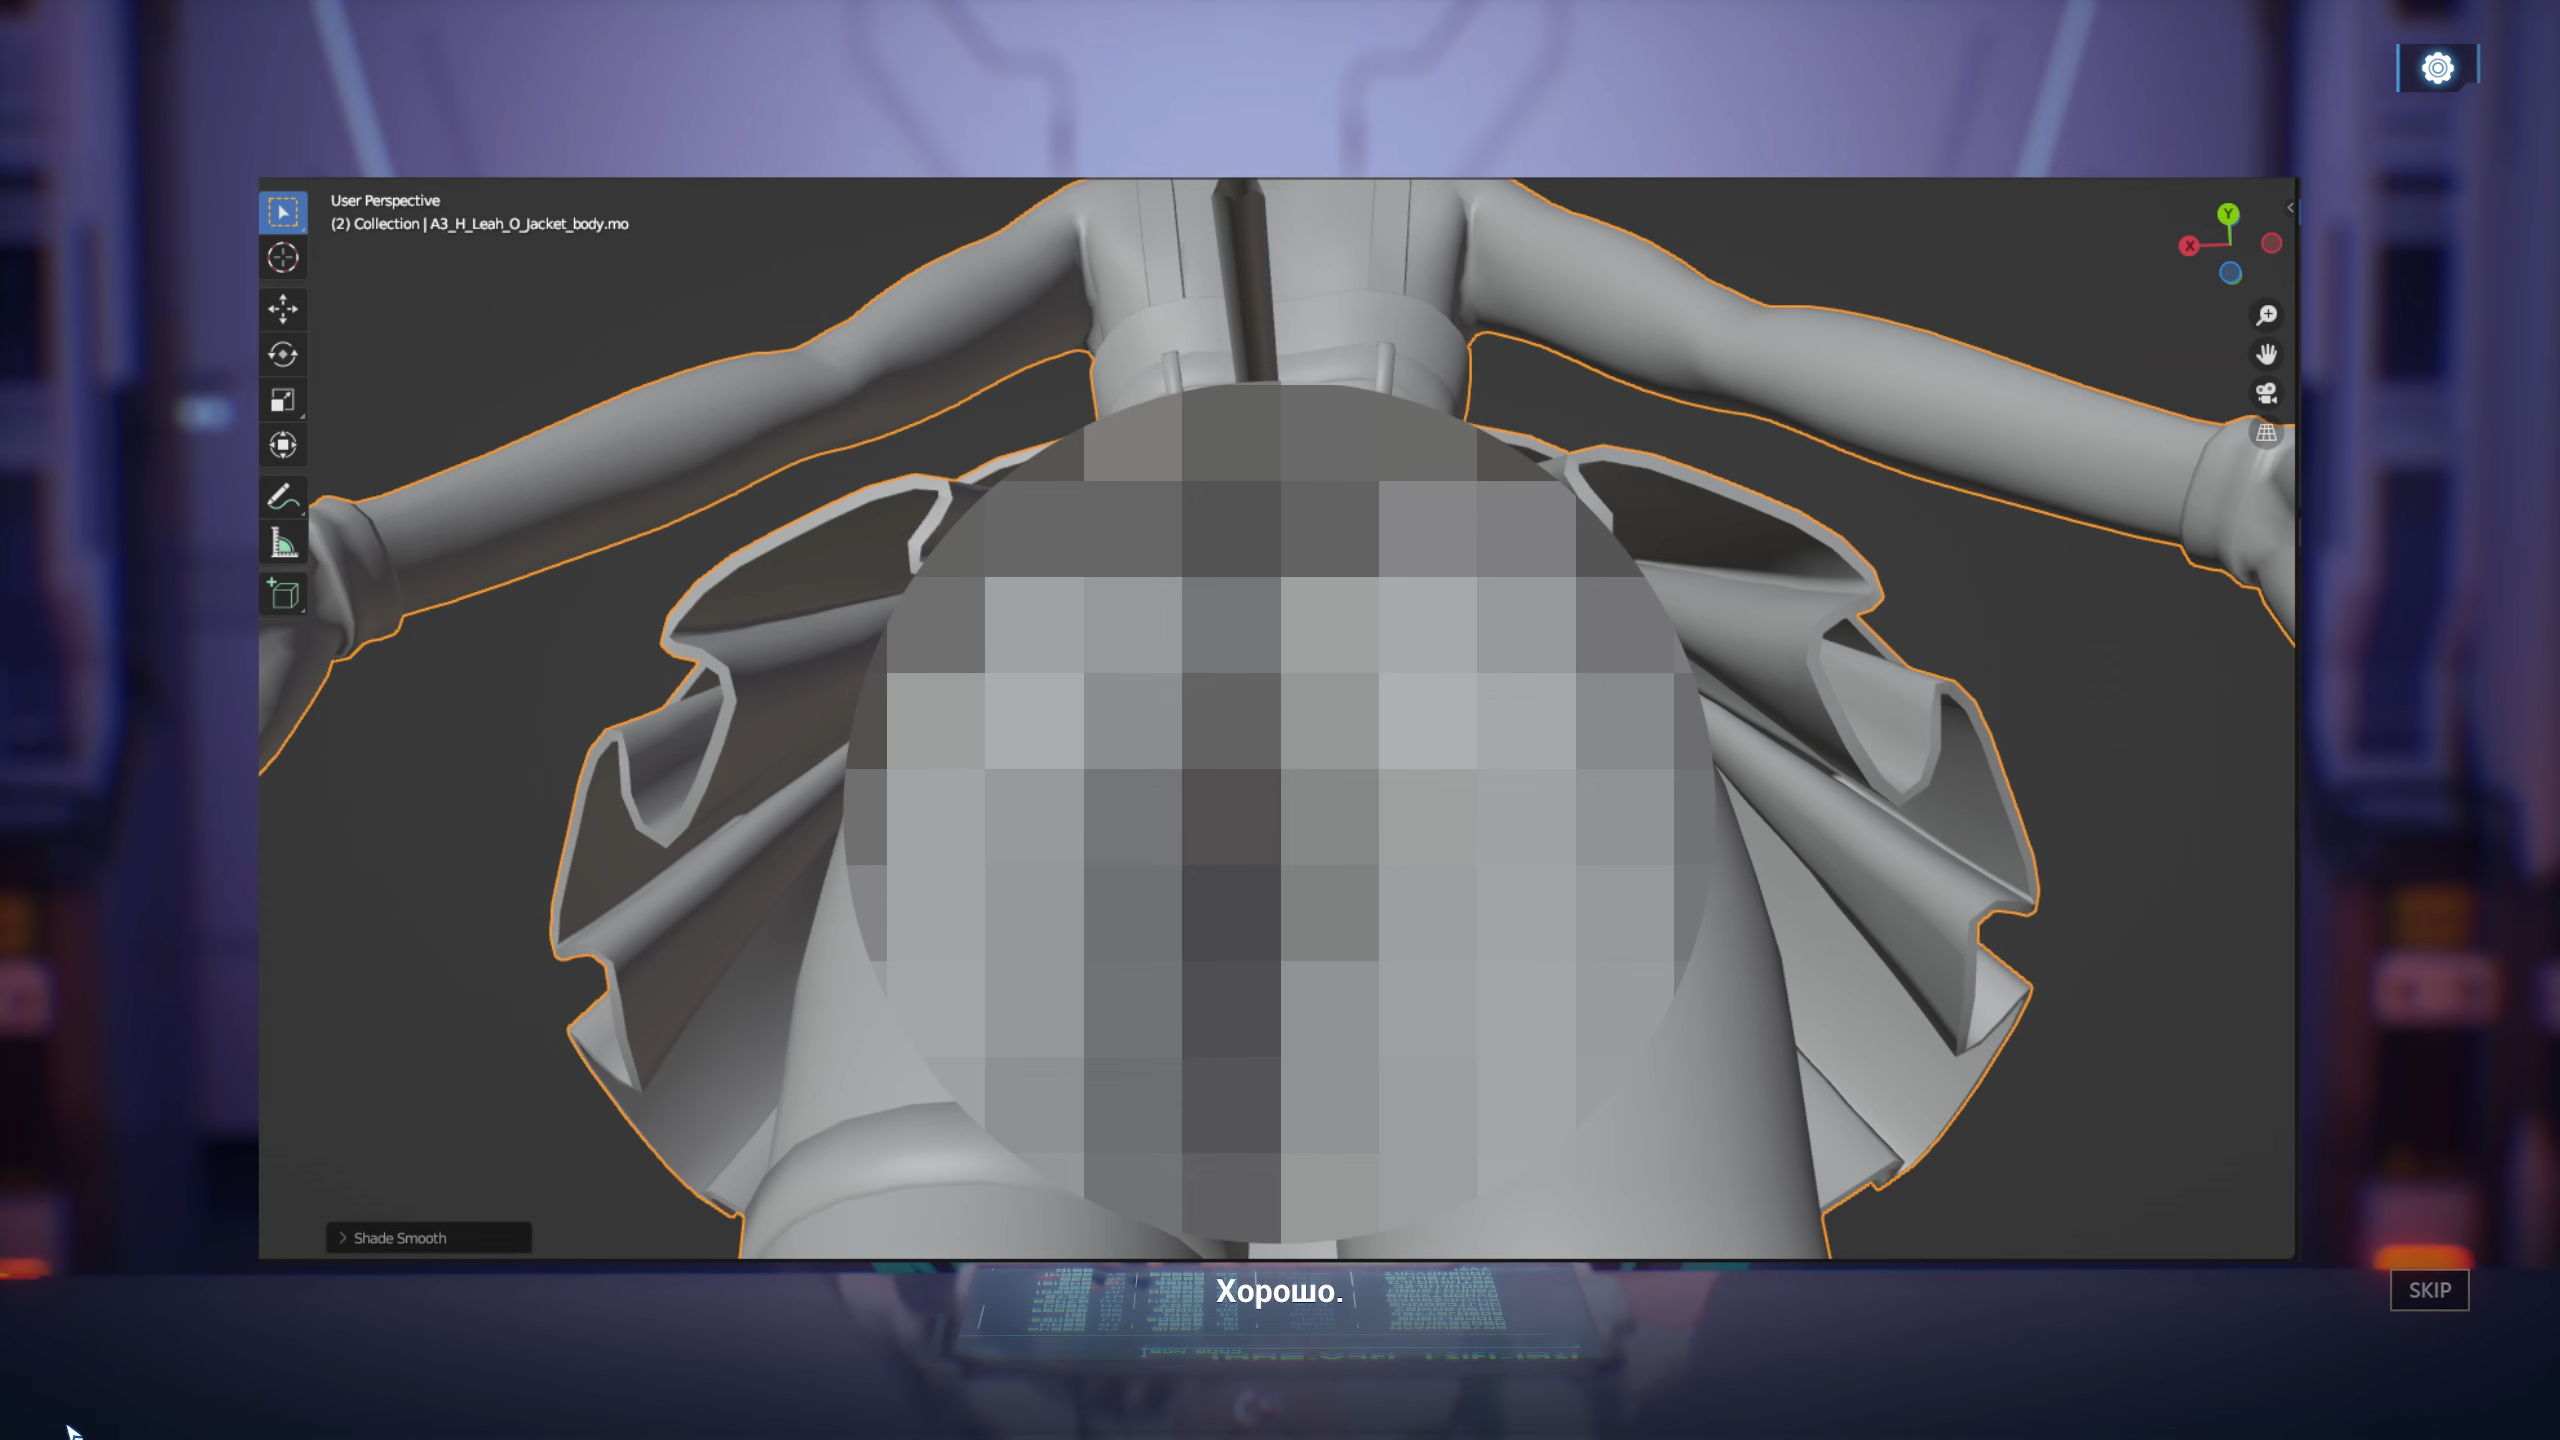 User Perspective
(2) Collection | A3_H_Leah_O_Jacket_body.mo
Y
X
Shade Smooth
Хорошо.
SKIP